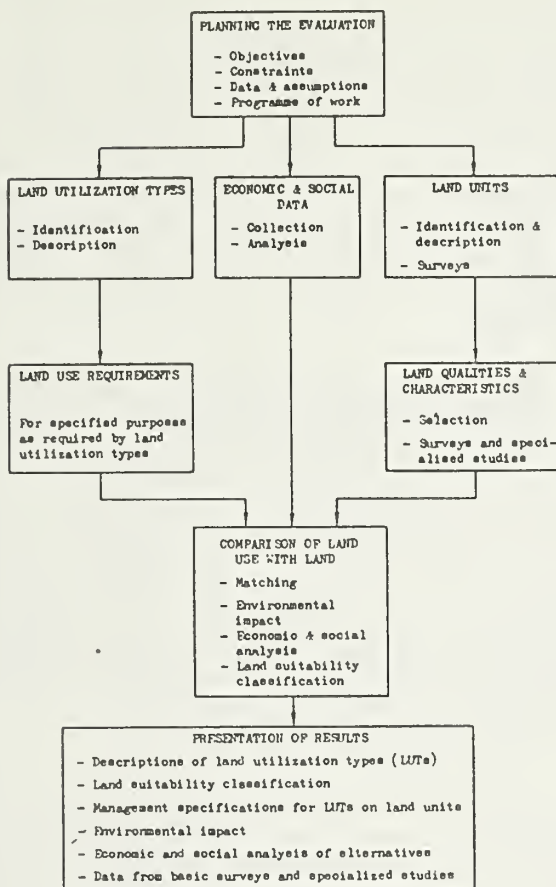 PLANNING THE EVALUATION
- Objectives
- Constraints
- Data & assumptions
- Programme of work
LAND UTILIZATION TYPES
- Identification
- Description
ECONOMIC & SOCIAL
DATA
- Collection
- Analysis
LAND UNITS
- Identification &
description
- Surveys
LAND USE REQUIREMENTS
For specified purposes
as required by land
utilization types
LAND QUALITIES &
CHARACTERISTICS
- Selection
- Surveys and speci-
alised studies
COMPARISON OF LAND
USE WITH LAND
- Matching
- Environmental
impact
- Economic & social
analysis
- Land suitability
classification
PRESENTATION OF RESULTS
- Descriptions of land utilization types (LUTs)
- Land suitability classification
- Management specifications for LUTs on land units
- Environmental impact
- Economic and social analysis of alternatives
- Data from basic surveys and specialized studies